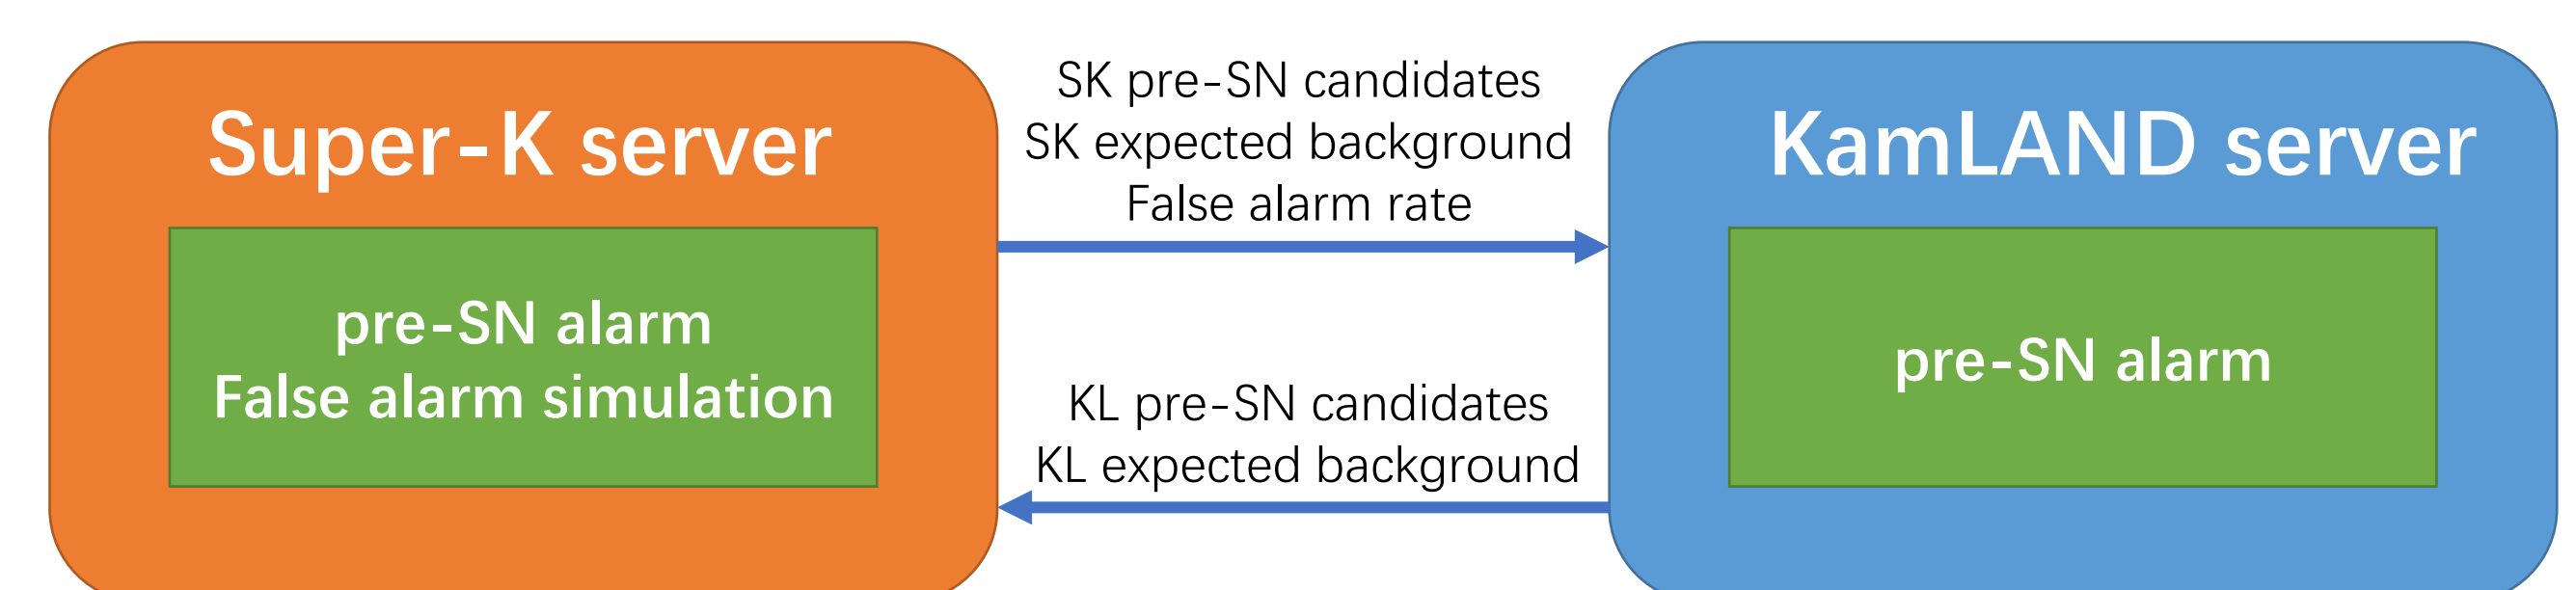 Super-K server
pre-SN alarm
False alarm simulation
SK pre-SN candidates
SK expected background
False alarm rate
KL pre-SN candidates
KL expected background
KamLAND server
pre-SN alarm